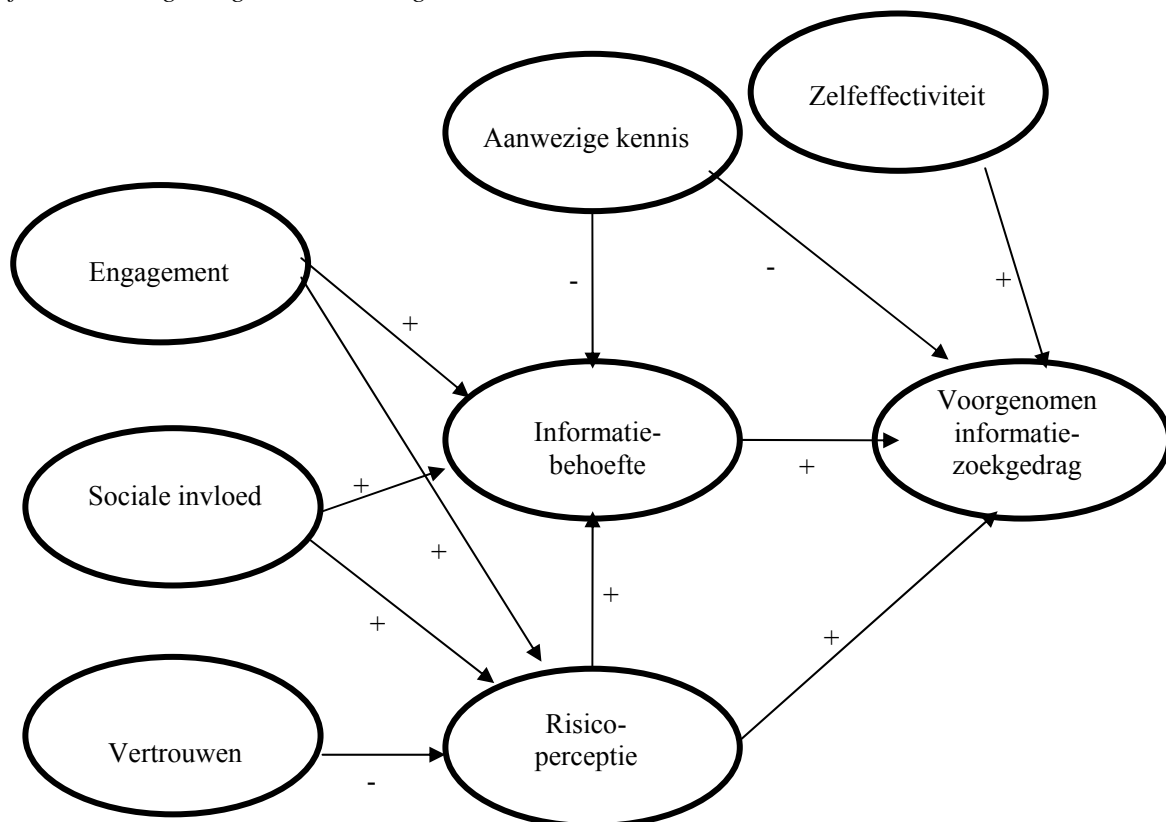 Zelfeffectiviteit
Aanwezige kennis
Engagement
-
-
+
+
Informatie-
behoefte
Voorgenomen
informatie-
zoekgedrag
+
Sociale invloed
+
+
+
+
+
Vertrouwen
Risico-
perceptie
-